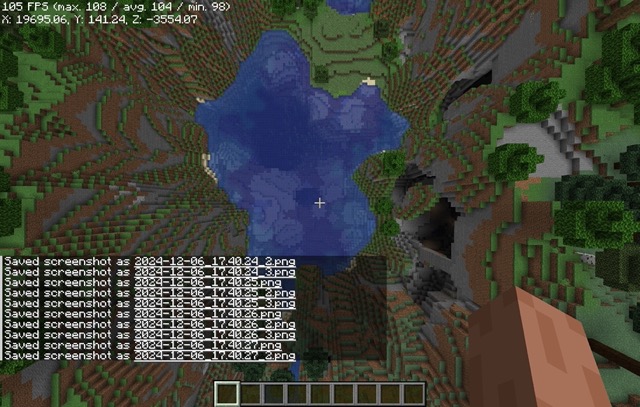 105 FPS (max. 108 / avg. 104 / min. 98)
X: 19695.06, Y: 141.24, Z: -3554.07
Saved screenshot as 2024-12-06_17.40.24_2.png
Saved screenshot as 2024-12-06_17.40.24_3.png
Saved screenshot as 2024-12-06_17.40.25.png
Saved screenshot as 2024-12-06_17.40.25_2.png
Saved screenshot as 2024-12-06_17.40.25_3.png
Saved screenshot as 2024-12-06_17.40.26.png
Saved screenshot as 2024-12-06_17.40.26_2.png
Saved screenshot as 2024-12-06_17.40.26_3.png
Saved screenshot as 2024-12-06_17.40.27.png
Saved screenshot as 2024-12-06_17.40.27_2.png